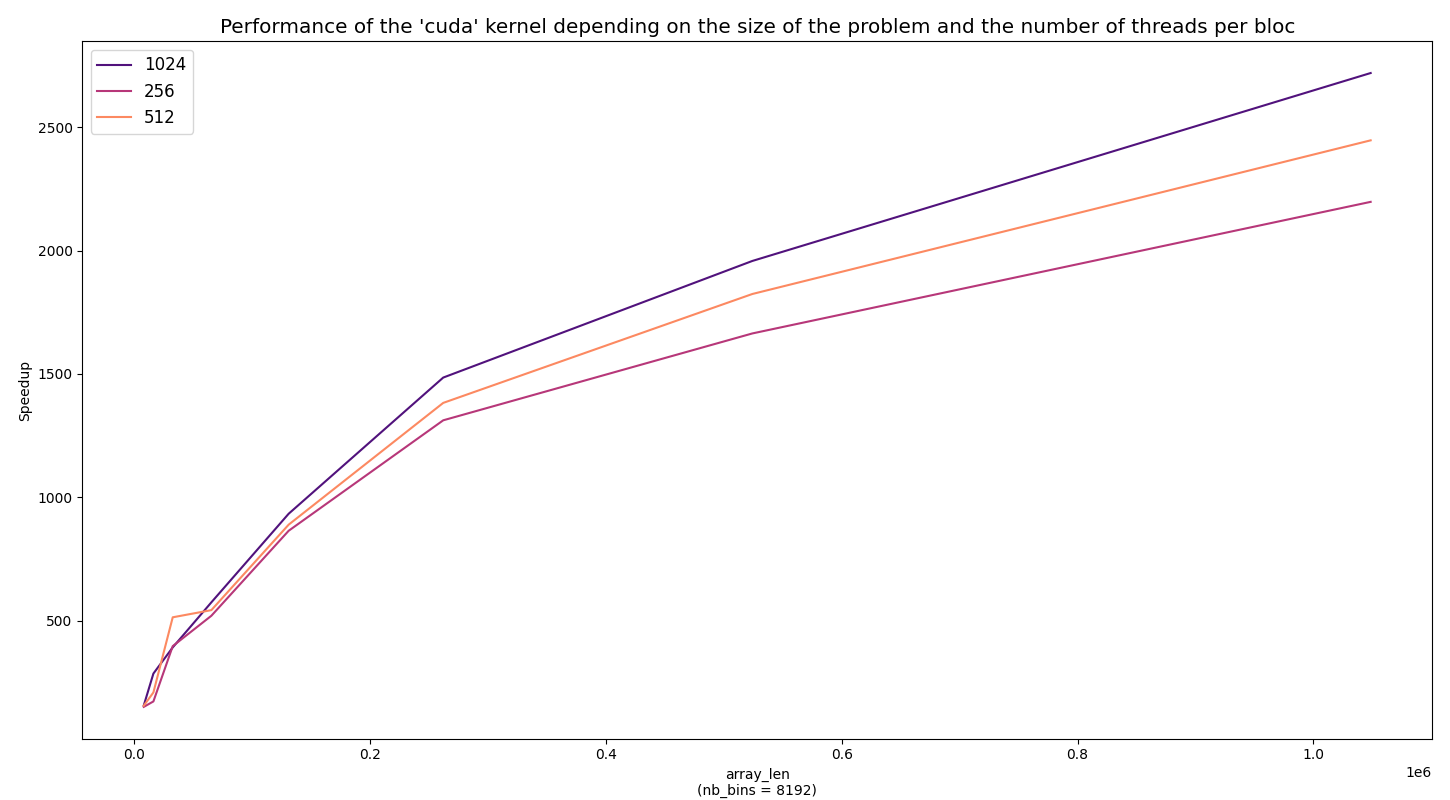 Performance of the 'cuda' kernel depending on the size of the problem and the number of threads per bloc
1024
256
512
2500
2000
1500
1000
500
Speedup
0.0 0.2 0.4 0.6 0.8 1.0
1e6
array_len
(nb_bins = 8192)